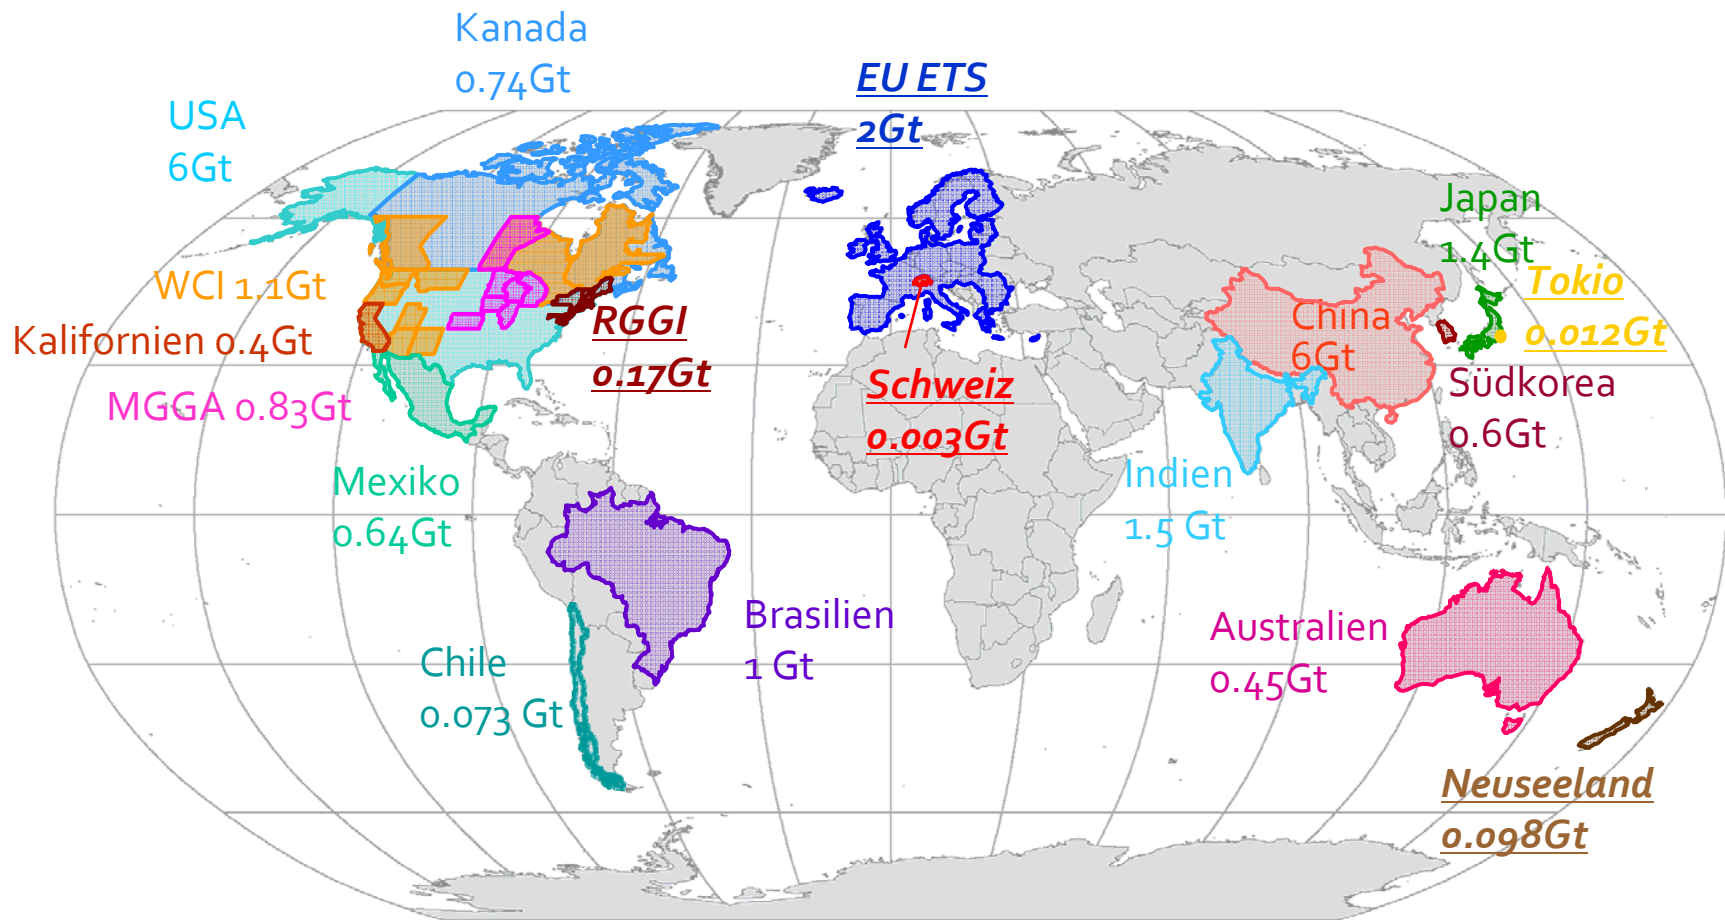 Kanada
0.74Gt
EU ETS
2Gt
USA
6Gt
Japan
1.4Gt
WCI 1.1Gt
Tokio
0.012Gt
Kalifornien 0.4Gt
RGGI
0.17Gt
China
6Gt
MGGA 0.83Gt
Schweiz
0.003Gt
Südkorea
0.6Gt
Mexiko
0.64Gt
Indien
1.5 Gt
Brasilien
1 Gt
Australien
0.45Gt
Chile
0.073 Gt
Neuseeland
0.098Gt